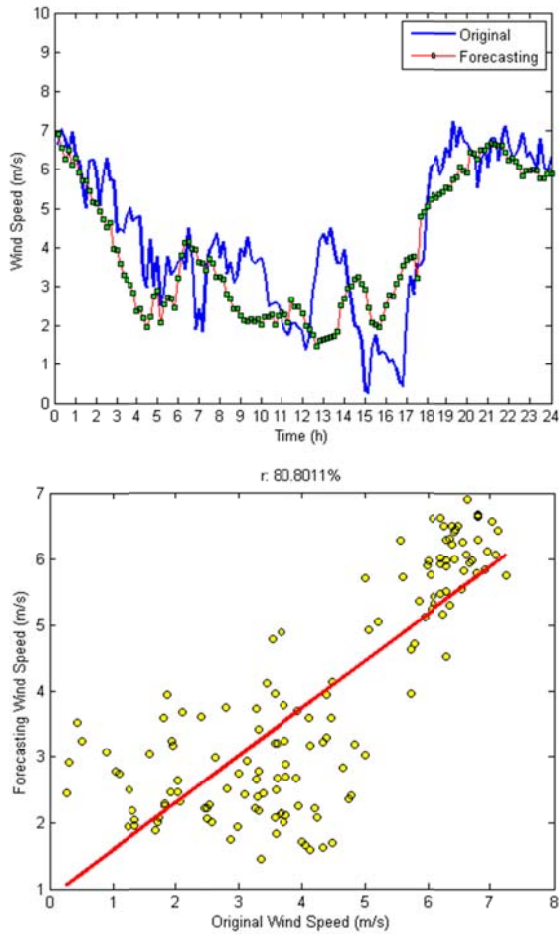 10
9
8
7
6
5
4
3
2
1
0
Wind Speed (m/s)
Original
Forecasting
0 1 2 3 4 5 6 7 8 9 10 11 12 13 14 15 16 17 18 19 20 21 22 23 24
Time (h)
r: 80.8011%
7
6
5
4
3
2
1
Forecasting Wind Speed (m/s)
0 1 2 3 4 5 6 7 8
Original Wind Speed (m/s)